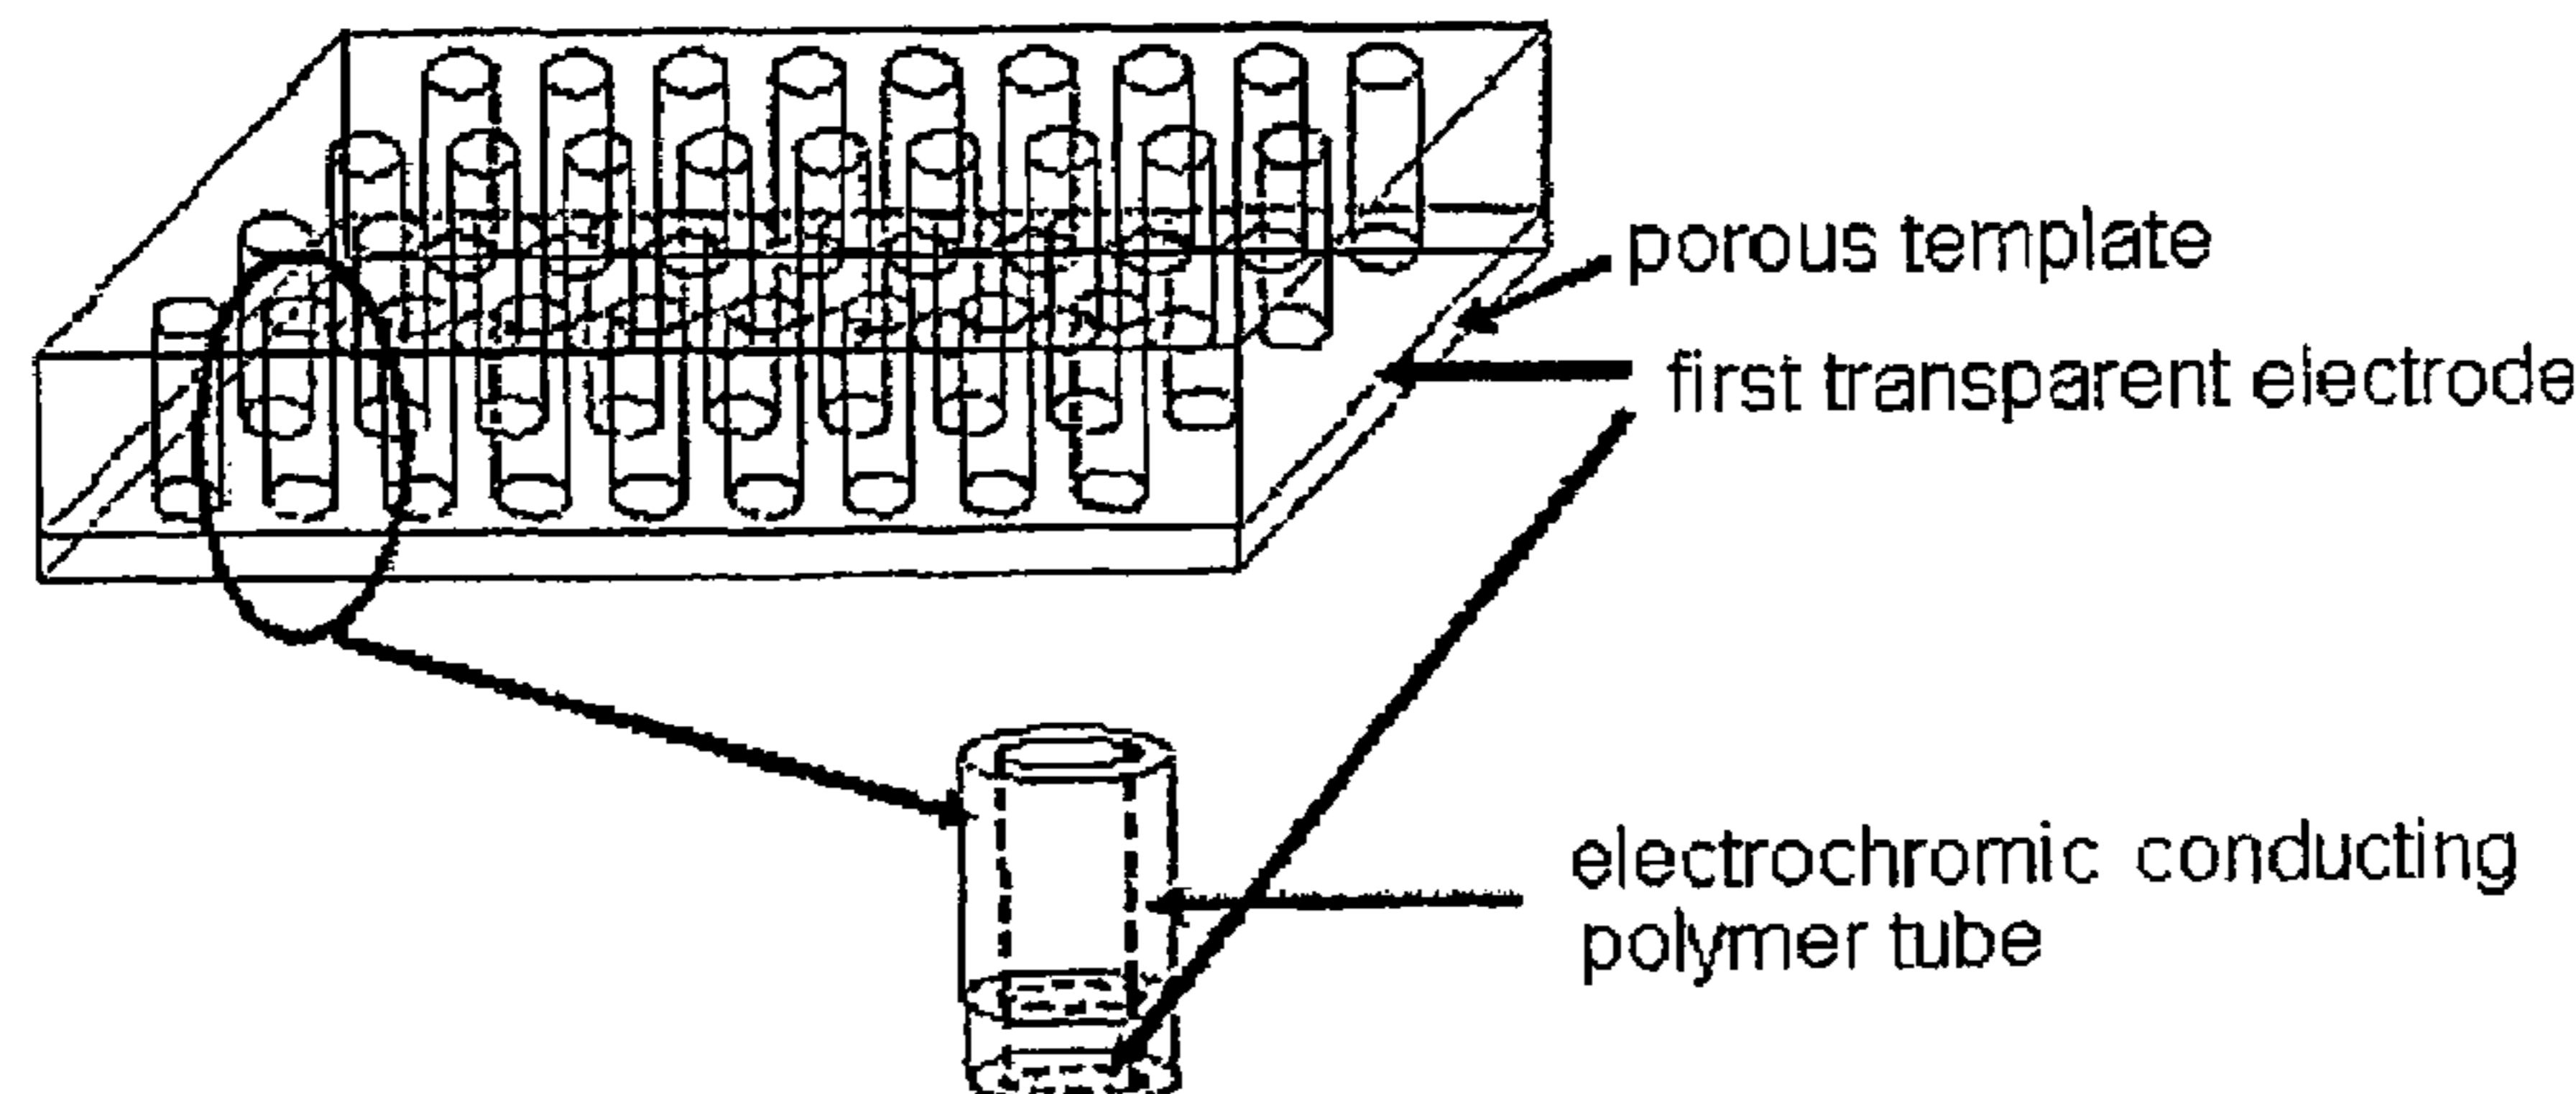 porous template
first transparent electrode
electrochromic conducting
polymer tube